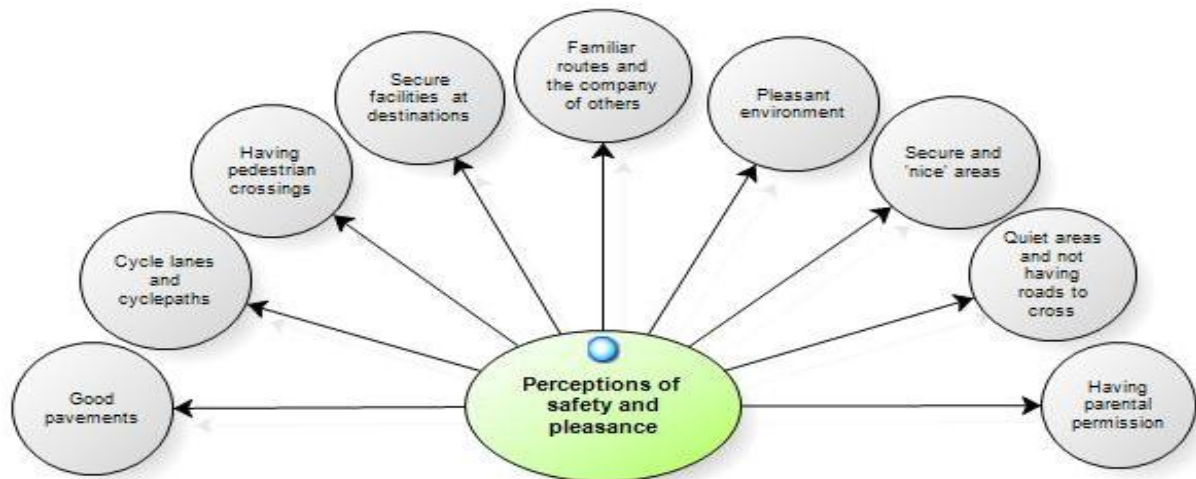 Good
pavements
Cycle lanes
and
cyclepaths
Having
pedestrian
crossings
Secure
facilities at
destinations
Familiar
routes and
the company
of others
Pleasant
environment
Secure and
'nice' areas
Quiet areas
and not
having
roads to
cross
Having
parental
permission
Perceptions of
safety and
pleasance